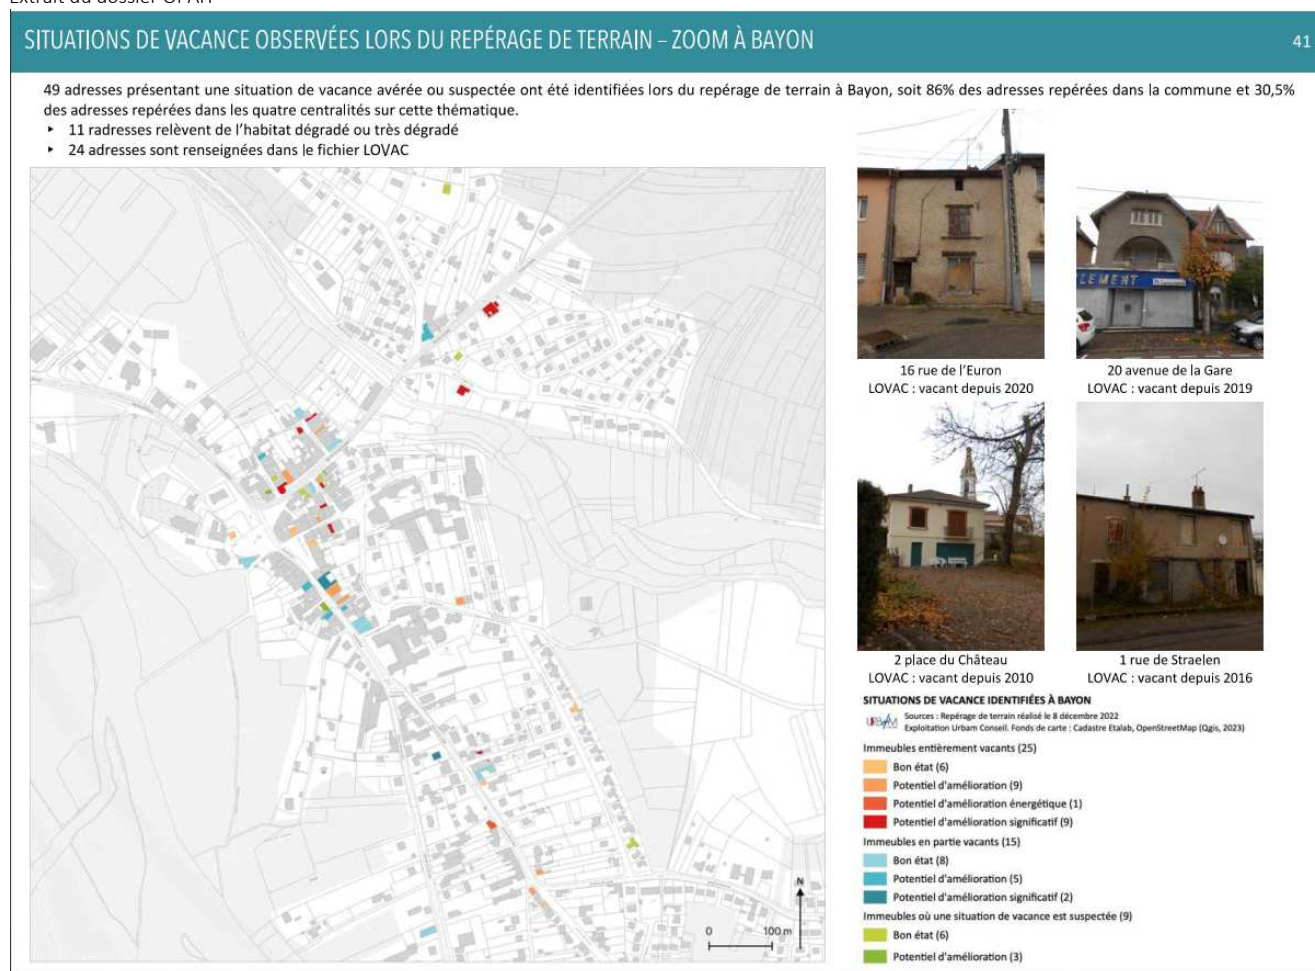 SITUATIONS DE VACANCE OBSERVÉES LORS DU REPÉRAGE DE TERRAIN – ZOOM À BAYON
41
49 adresses présentant une situation de vacance avérée ou suspectée ont été identifiées lors du repérage de terrain à Bayon, soit 86% des adresses repérées dans la commune et 30,5%
des adresses repérées dans les quatre centralités sur cette thématique.
‣ 11 radresses relèvent de l'habitat dégradé ou très dégradé
‣ 24 adresses sont renseignées dans le fichier LOVAC
LEMENT
16 rue de l'Euron
LOVAC : vacant depuis 2020
20 avenue de la Gare
LOVAC : vacant depuis 2019
2 place du Château
LOVAC : vacant depuis 2010
1 rue de Straelen
LOVAC : vacant depuis 2016
SITUATIONS DE VACANCE IDENTIFIÉES À BAYON
URBAM
Sources : Repérage de terrain réalisé le 8 décembre 2022
Exploitation Urbam Conseil. Fonds de carte : Cadastre Etalab, OpenStreetMap (Qgis, 2023)
Immeubles entièrement vacants (25)
Bon état (6)
Potentiel d'amélioration (9)
Potentiel d'amélioration énergétique (1)
Potentiel d'amélioration significatif (9)
Immeubles en partie vacants (15)
Bon état (8)
Potentiel d'amélioration (5)
Potentiel d'amélioration significatif (2)
Immeubles où une situation de vacance est suspectée (9)
Bon état (6)
Potentiel d'amélioration (3)
N
0 100 m